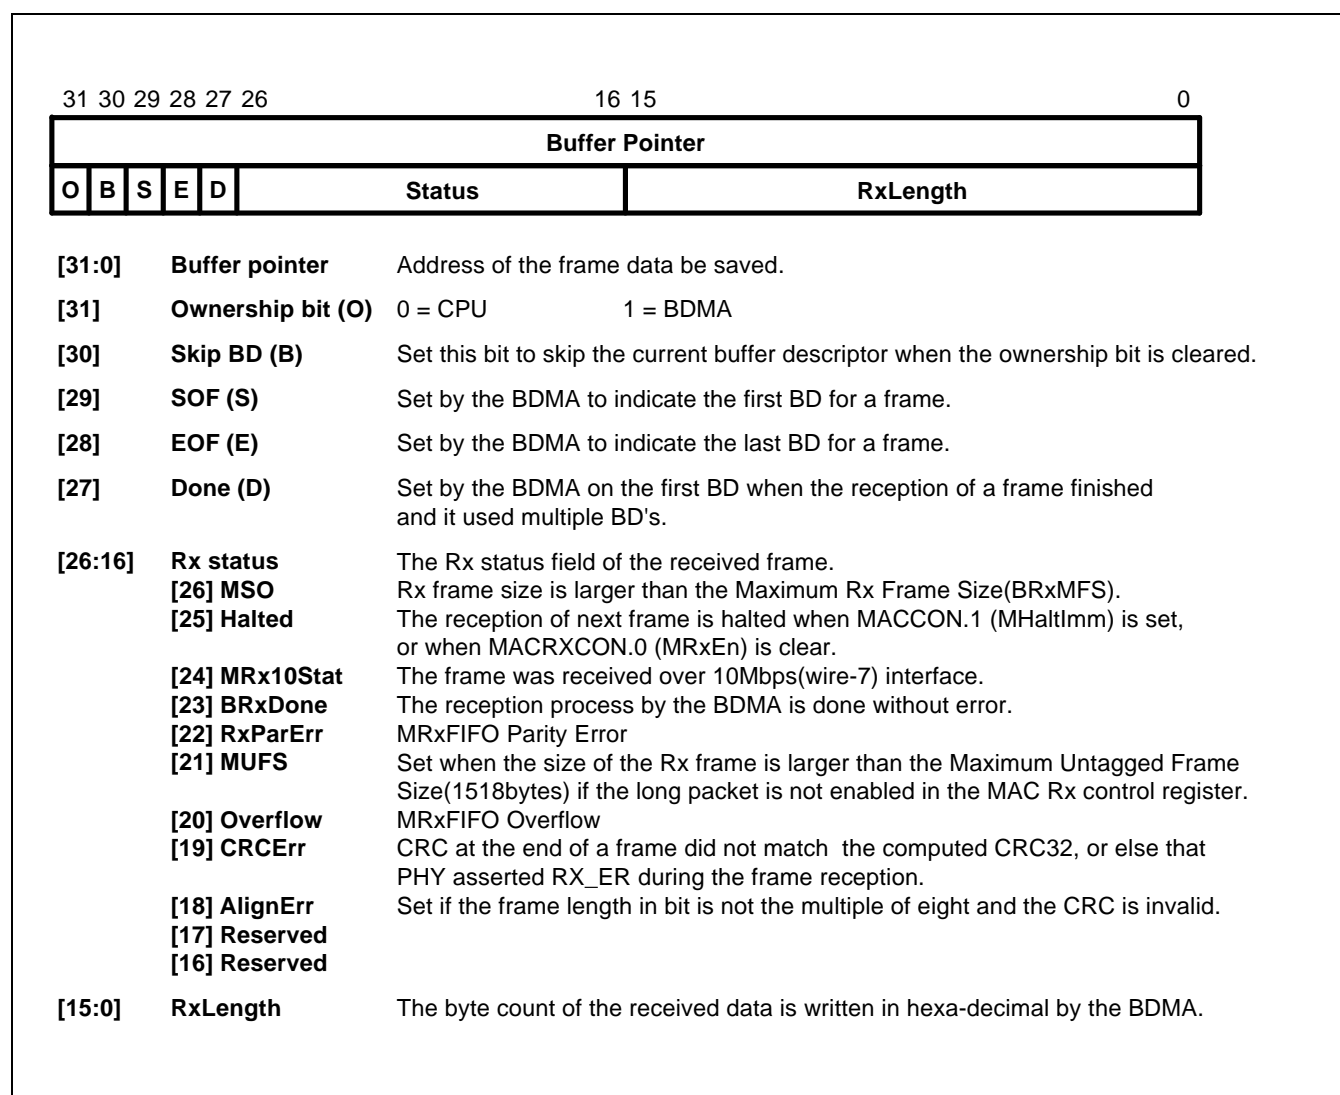 31 30 29 28 27 26 16 15 0
Buffer Pointer
O B S E D Status RxLength
[31:0] Buffer pointer Address of the frame data be saved.
[31] Ownership bit (O) 0 = CPU 1 = BDMA
[30] Skip BD (B) Set this bit to skip the current buffer descriptor when the ownership bit is cleared.
[29] SOF (S) Set by the BDMA to indicate the first BD for a frame.
[28] EOF (E) Set by the BDMA to indicate the last BD for a frame.
[27] Done (D) Set by the BDMA on the first BD when the reception of a frame finished
and it used multiple BD's.
[26:16] Rx status The Rx status field of the received frame.
[26] MSO Rx frame size is larger than the Maximum Rx Frame Size(BRxMFS).
[25] Halted The reception of next frame is halted when MACCON.1 (MHaltImm) is set,
or when MACRXCON.0 (MRxEn) is clear.
[24] MRx10Stat The frame was received over 10Mbps(wire-7) interface.
[23] BRxDone The reception process by the BDMA is done without error.
[22] RxParErr MRxFIFO Parity Error
[21] MUFS Set when the size of the Rx frame is larger than the Maximum Untagged Frame
Size(1518bytes) if the long packet is not enabled in the MAC Rx control register.
[20] Overflow MRxFIFO Overflow
[19] CRCErr CRC at the end of a frame did not match the computed CRC32, or else that
PHY asserted RX_ER during the frame reception.
[18] AlignErr Set if the frame length in bit is not the multiple of eight and the CRC is invalid.
[17] Reserved
[16] Reserved
[15:0] RxLength The byte count of the received data is written in hexa-decimal by the BDMA.